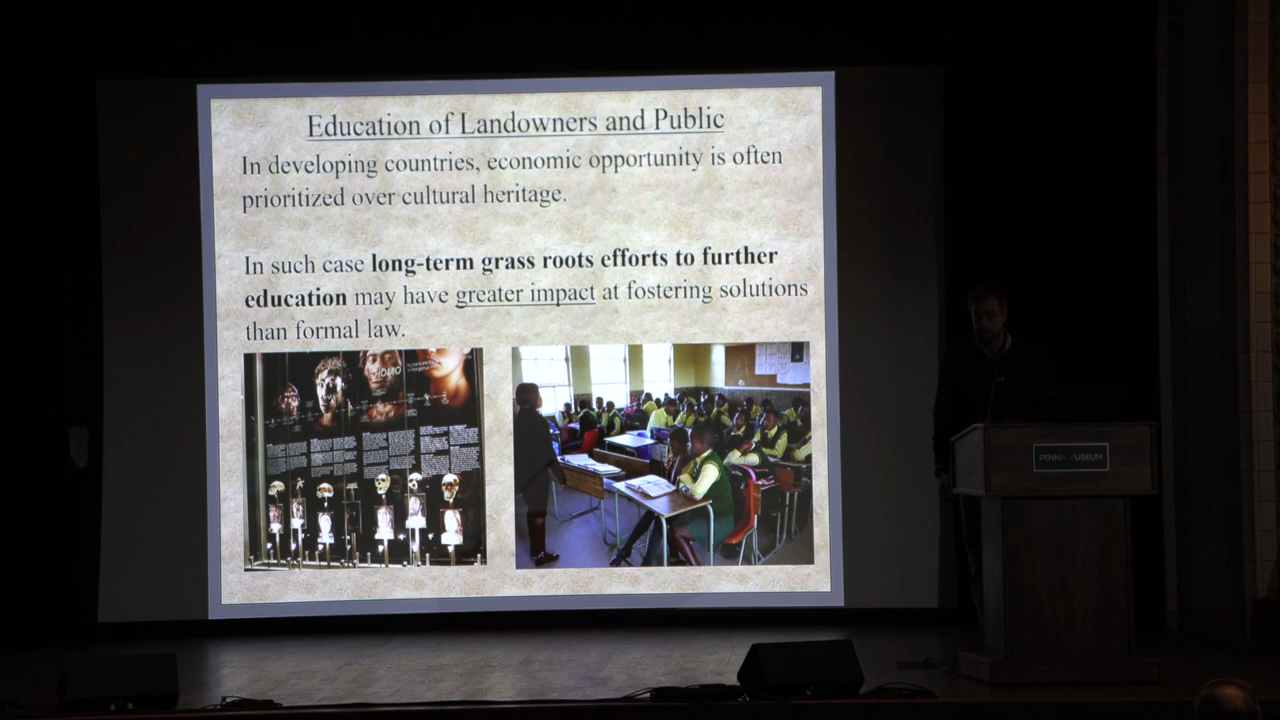 Education of Landowners and Public
In developing countries, economic opportunity is often
prioritized over cultural heritage.
In such case long-term grass roots efforts to further
education may have greater impact at fostering solutions
than formal law.
HOMO
PENN MUSEUM